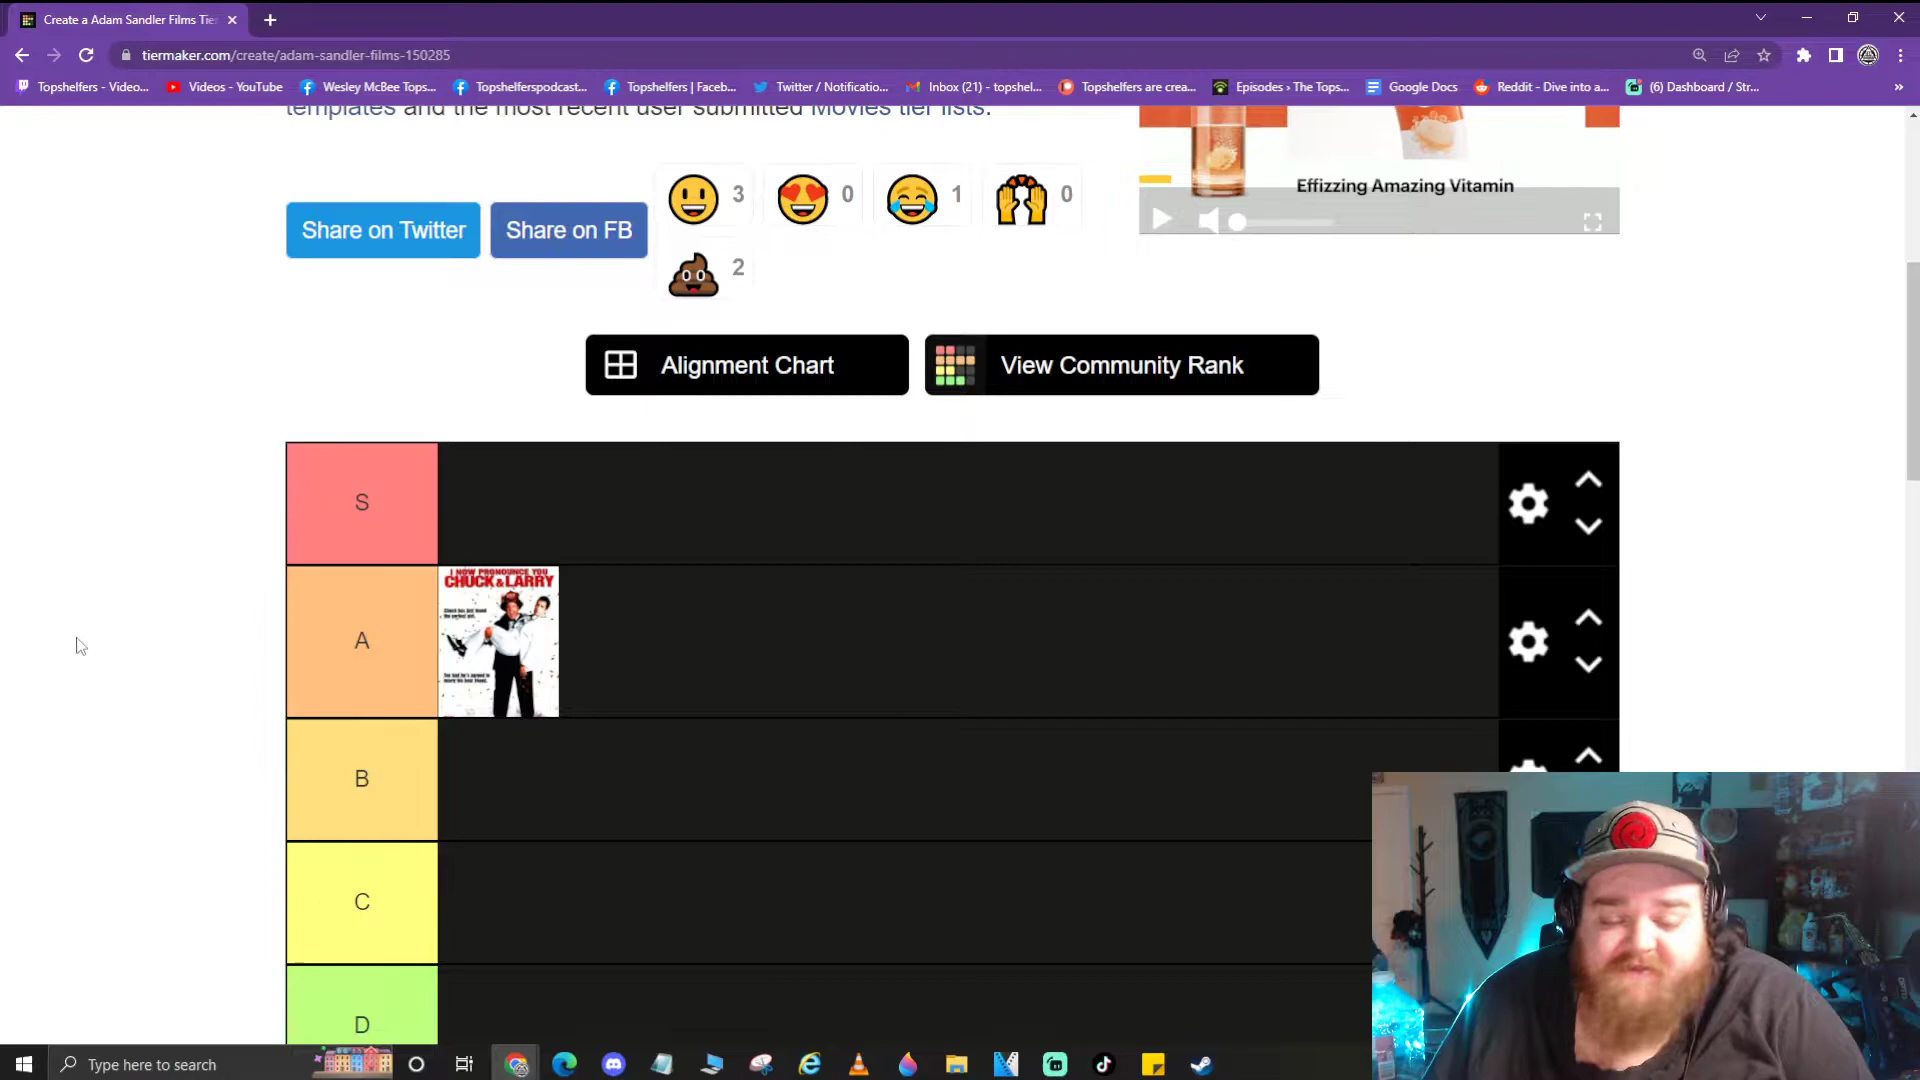 Create a Adam Sandler Films Tie
tiermaker.com/create/adam-sandler-films-150285
Topshelfers - Video...
Videos - YouTube
Wesley McBee Tops...
Topshelferspodcast...
Topshelfers | Faceb...
Twitter / Notificatio...
Inbox (21) - topshel...
Topshelfers are crea...
Episodes › The Tops...
Google Docs
Reddit - Dive into a...
(6) Dashboard / Str...
»
templates and the most recent user submitted Movies tier lists.
Effizzing Amazing Vitamin
Share on Twitter
Share on FB
3
0
1
0
2
Alignment Chart
View Community Rank
S
A
I NOW PRONOUNCE YOU
CHUCK & LARRY
B
C
D
Type here to search